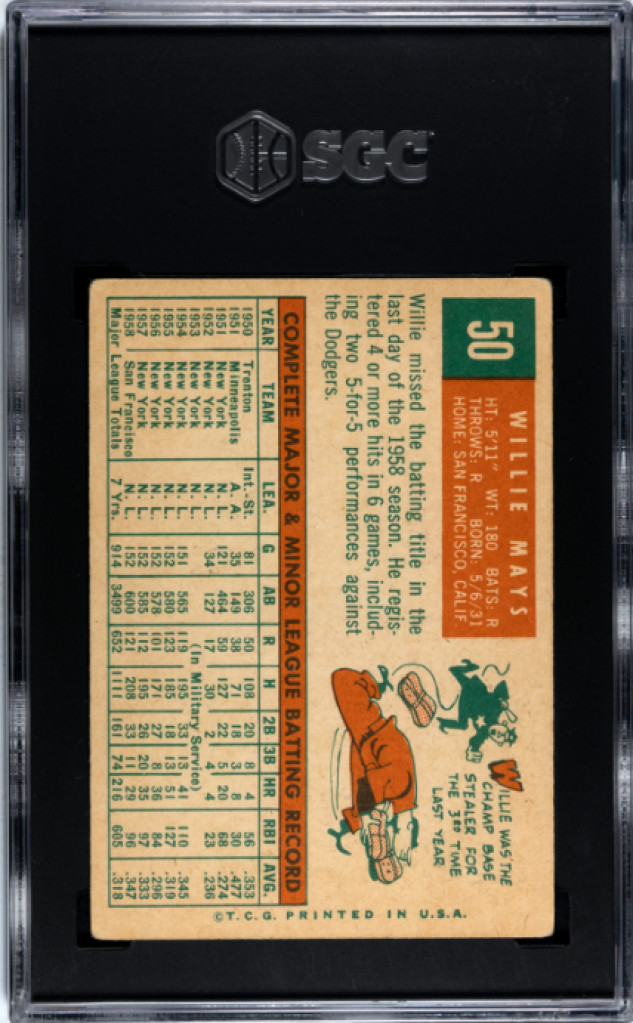 SGC
50
WILLIE MAYS
HT: 5'11" WT: 180 BATS: R
THROWS: R BORN: 5/6/31
HOME: SAN FRANCISCO, CALIF.
Willie missed the batting title in the
last day of the 1958 season. He regis-
tered 4 or more hits in 6 games, includ-
ing two 5-for-5 performances against
the Dodgers.
WILLIE WAS THE
CHAMP BASE
STEALER FOR
THE 3RD TIME
LAST YEAR
COMPLETE MAJOR & MINOR LEAGUE BATTING RECORD
YEAR TEAM LEA. G AB R H 2B 3B HR RBI AVG.
1950 Trenton Int.-St. 81 306 50 108 20 8 4 56 .353
1951 Minneapolis A. A. 35 149 38 71 18 3 8 30 .477
1951 New York N. L. 121 464 59 127 22 5 20 68 .274
1952 New York N. L. 34 127 17 30 2 4 4 23 .236
1953 New York N. L. (In Military Service)
1954 New York N. L. 151 565 119 195 33 13 41 110 .345
1955 New York N. L. 152 580 123 185 18 13 51 127 .319
1956 New York N. L. 152 578 101 171 27 8 36 84 .296
1957 New York N. L. 152 585 112 195 26 20 35 97 .333
1958 San Francisco N. L. 152 600 121 208 33 11 29 96 .347
Major League Totals 7 Yrs. 914 3499 652 1111 161 74 216 605 .318
©T.C.G. PRINTED IN U.S.A.